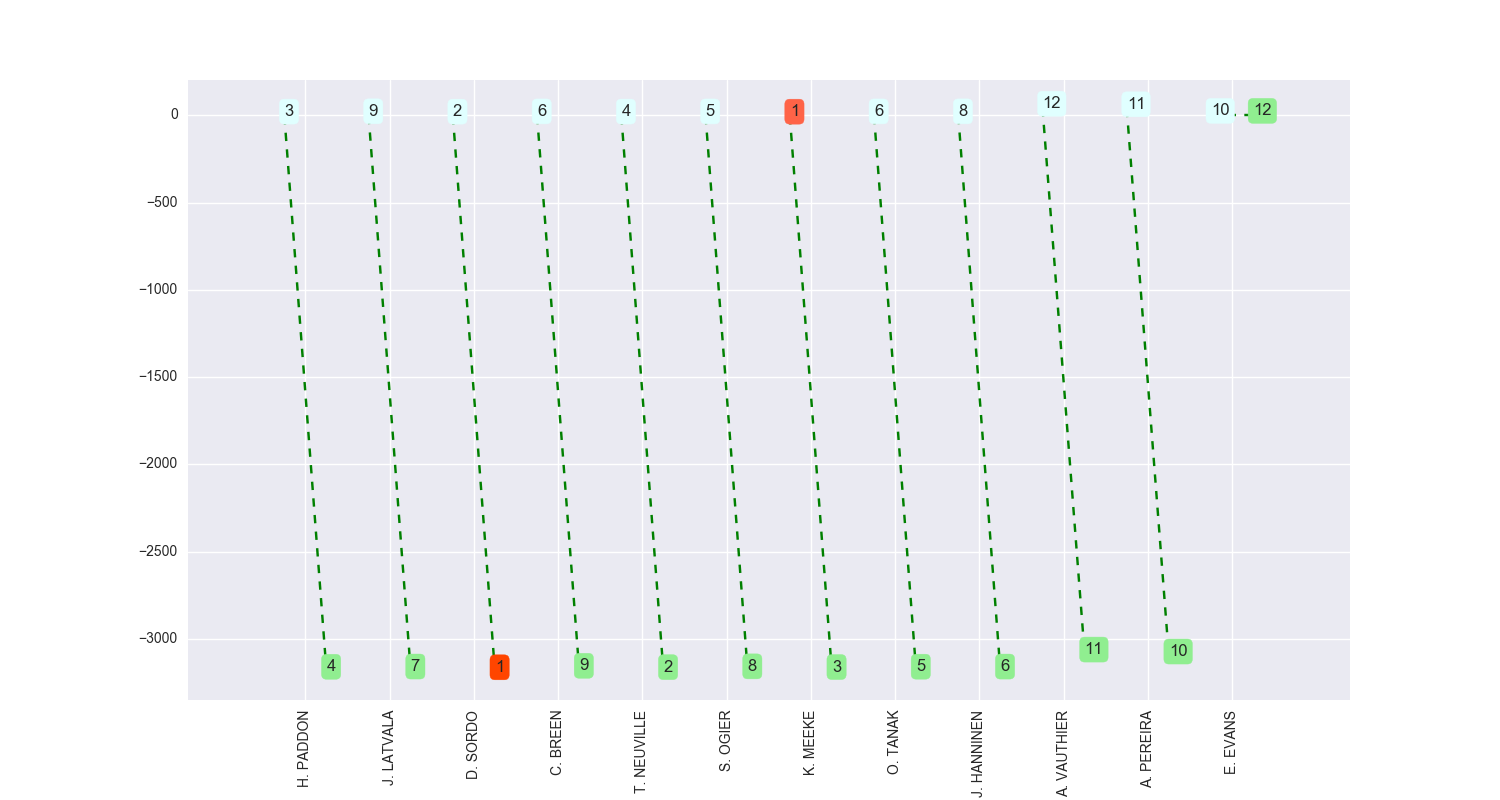 3 9 2 6 4 5 1 6 8 12 11 10 12
0
−500
−1000
−1500
−2000
−2500
−3000
4 7 1 9 2 8 3 5 6 11 10
H. PADDON
J. LATVALA
D. SORDO
C. BREEN
T. NEUVILLE
S. OGIER
K. MEEKE
O. TANAK
J. HANNINEN
A. VAUTHIER
A. PEREIRA
E. EVANS